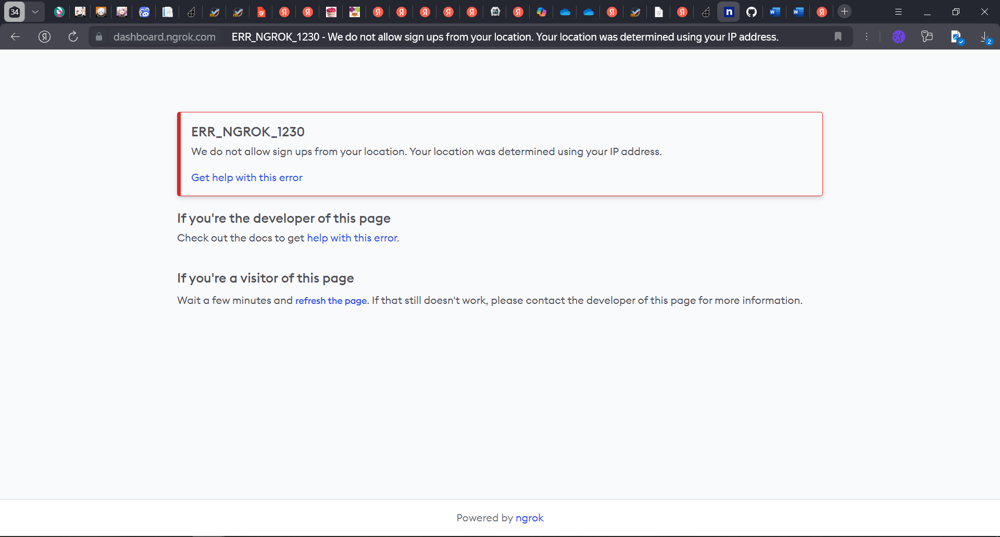 34
dashboard.ngrok.com ERR_NGROK_1230 - We do not allow sign ups from your location. Your location was determined using your IP address.
2
ERR_NGROK_1230
We do not allow sign ups from your location. Your location was determined using your IP address.
Get help with this error
If you're the developer of this page
Check out the docs to get help with this error.
If you're a visitor of this page
Wait a few minutes and refresh the page. If that still doesn't work, please contact the developer of this page for more information.
Powered by ngrok